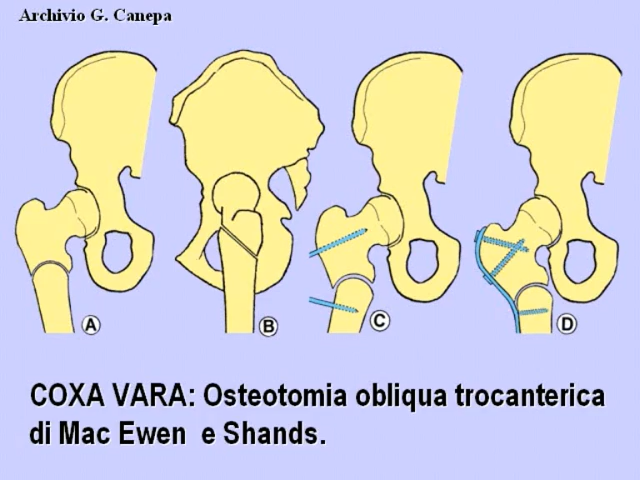 Archivio G. Canepa
A
B
C
D
COXA VARA: Osteotomia obliqua trocanterica
di Mac Ewen e Shands.